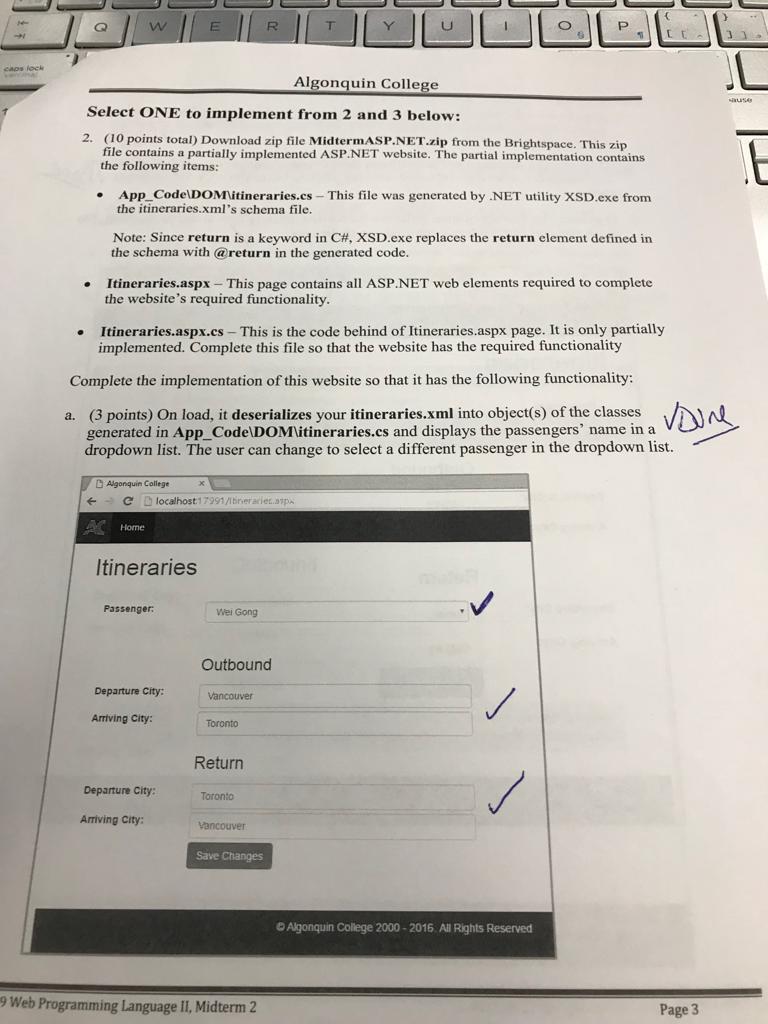 Q W E R T Y U I O P { [ } ]
caps lock
Algonquin College
Select ONE to implement from 2 and 3 below:
2. (10 points total) Download zip file MidtermASP.NET.zip from the Brightspace. This zip
file contains a partially implemented ASP.NET website. The partial implementation contains
the following items:
• App_Code\DOM\itineraries.cs – This file was generated by .NET utility XSD.exe from
the itineraries.xml's schema file.
Note: Since return is a keyword in C#, XSD.exe replaces the return element defined in
the schema with @return in the generated code.
• Itineraries.aspx – This page contains all ASP.NET web elements required to complete
the website's required functionality.
• Itineraries.aspx.cs – This is the code behind of Itineraries.aspx page. It is only partially
implemented. Complete this file so that the website has the required functionality
Complete the implementation of this website so that it has the following functionality:
a. (3 points) On load, it deserializes your itineraries.xml into object(s) of the classes
generated in App_Code\DOM\itineraries.cs and displays the passengers' name in a
dropdown list. The user can change to select a different passenger in the dropdown list.
Done
Algonquin College x
localhost:17991/Itineraries.aspx
AC Home
Itineraries
Passenger: Wei Gong
Outbound
Departure City: Vancouver
Arriving City: Toronto
Return
Departure City: Toronto
Arriving City: Vancouver
Save Changes
© Algonquin College 2000 - 2016. All Rights Reserved
9 Web Programming Language II, Midterm 2
Page 3